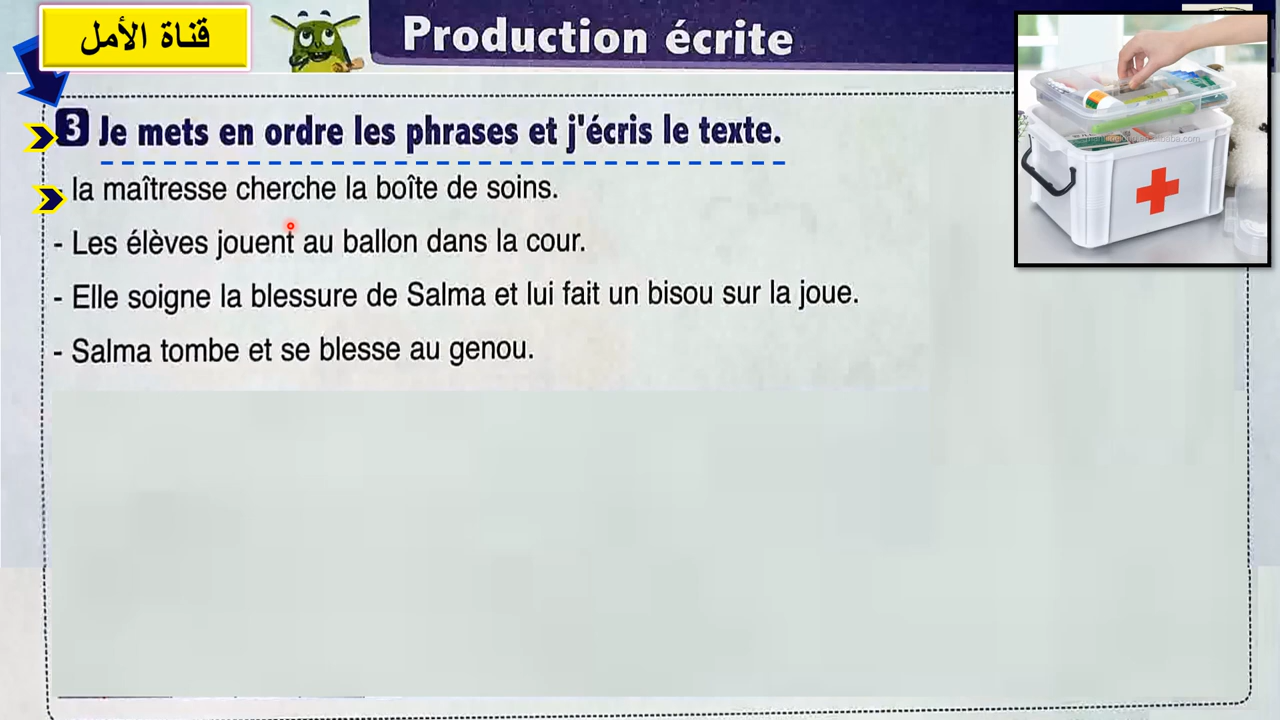 قناة الأمل
Production écrite
3 Je mets en ordre les phrases et j'écris le texte.
la maîtresse cherche la boîte de soins.
- Les élèves jouent au ballon dans la cour.
- Elle soigne la blessure de Salma et lui fait un bisou sur la joue.
- Salma tombe et se blesse au genou.